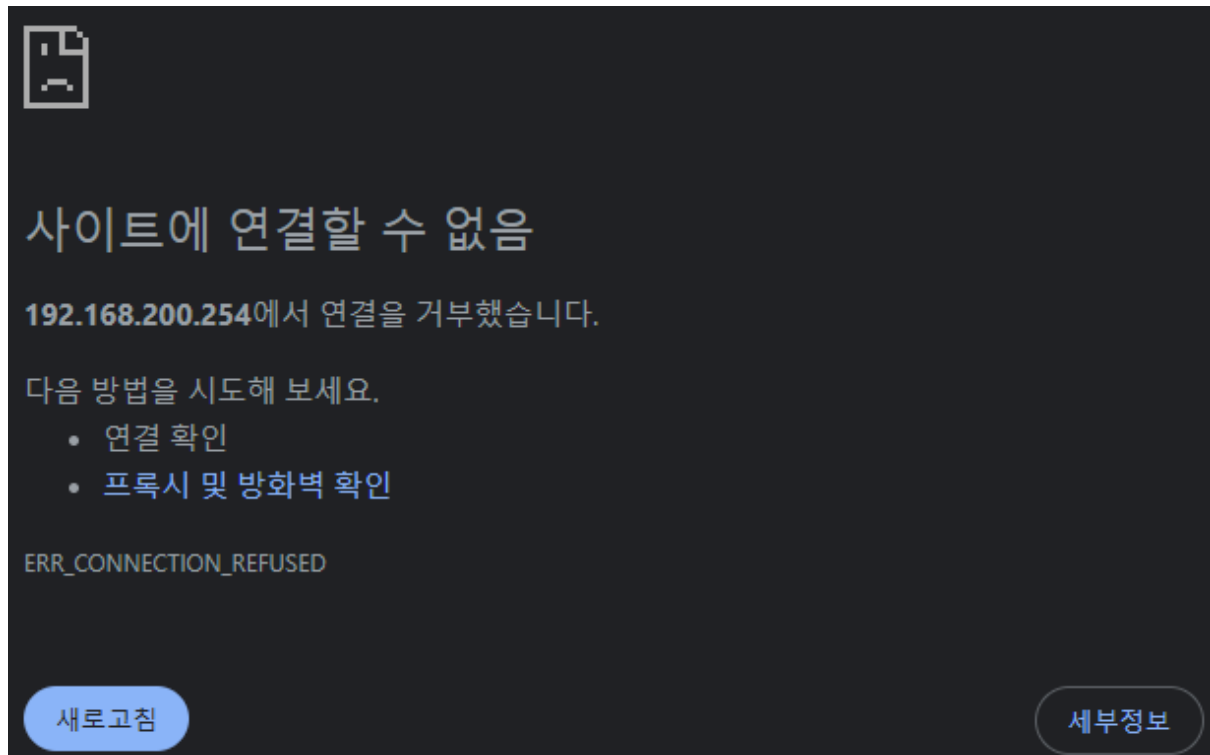 사이트에 연결할 수 없음
192.168.200.254에서 연결을 거부했습니다.
다음 방법을 시도해 보세요.
• 연결 확인
• 프록시 및 방화벽 확인
ERR_CONNECTION_REFUSED
새로고침
세부정보